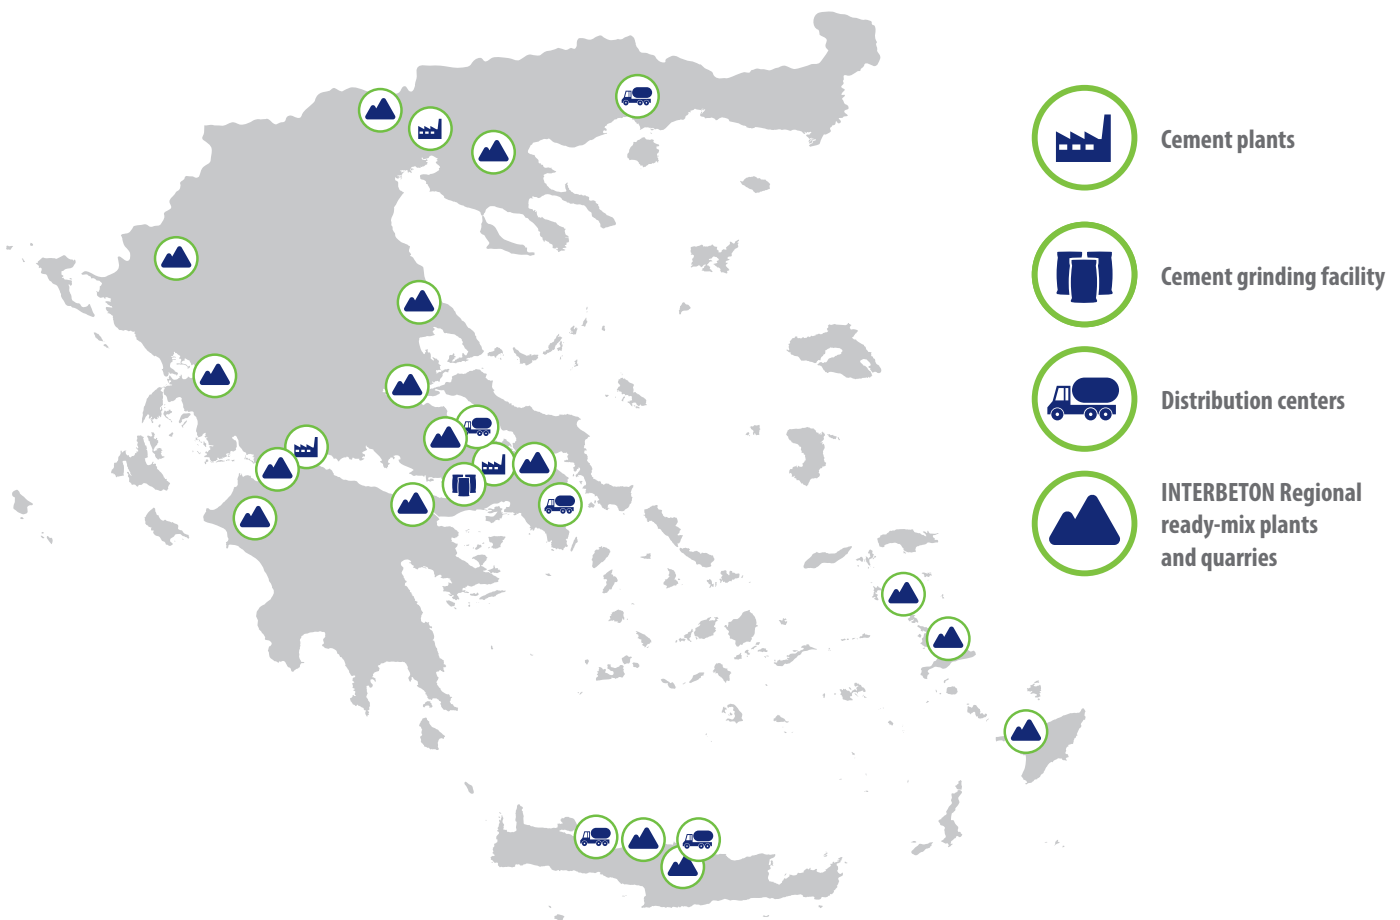 Cement plants
Cement grinding facility
Distribution centers
INTERBETON Regional
ready-mix plants
and quarries